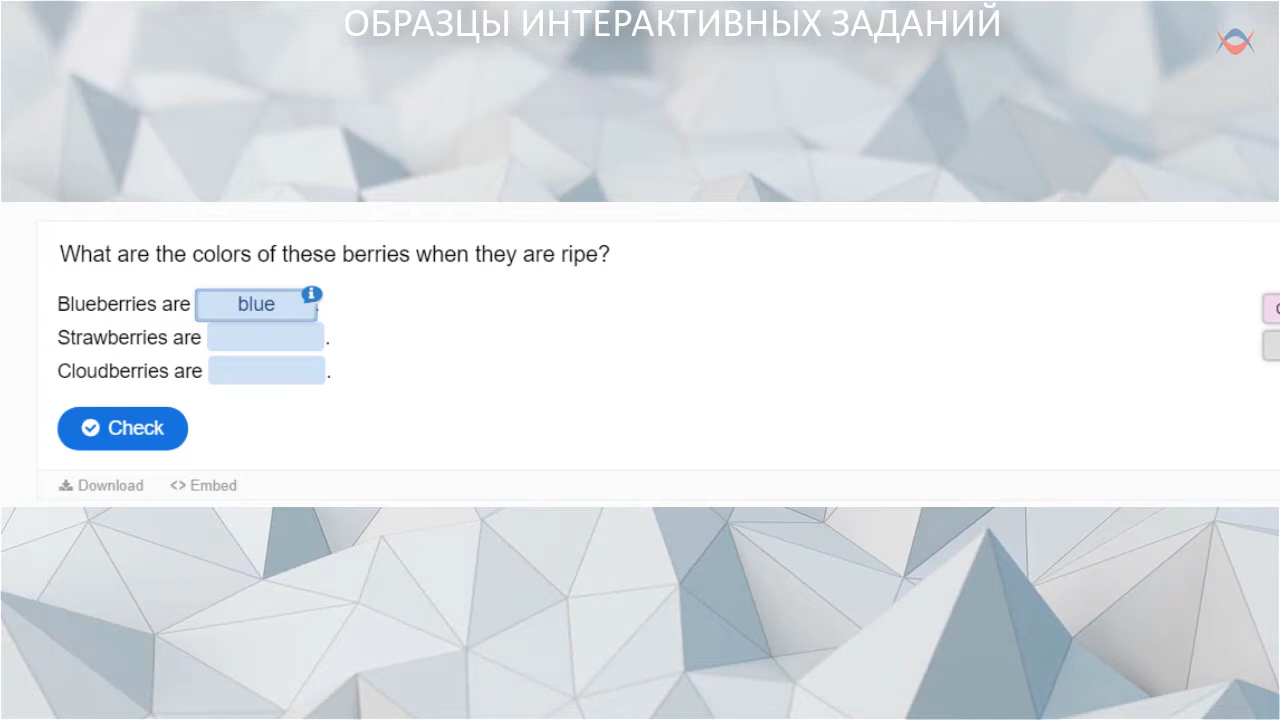 ОБРАЗЦЫ ИНТЕРАКТИВНЫХ ЗАДАНИЙ
What are the colors of these berries when they are ripe?
Blueberries are blue.
Strawberries are .
Cloudberries are .
Check
Download <> Embed